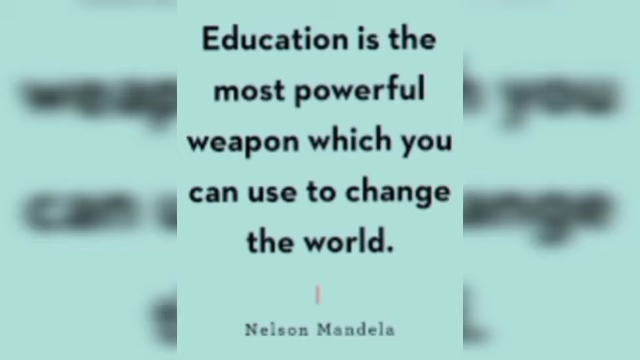 Education is the
most powerful
weapon which you
can use to change
the world.
Nelson Mandela